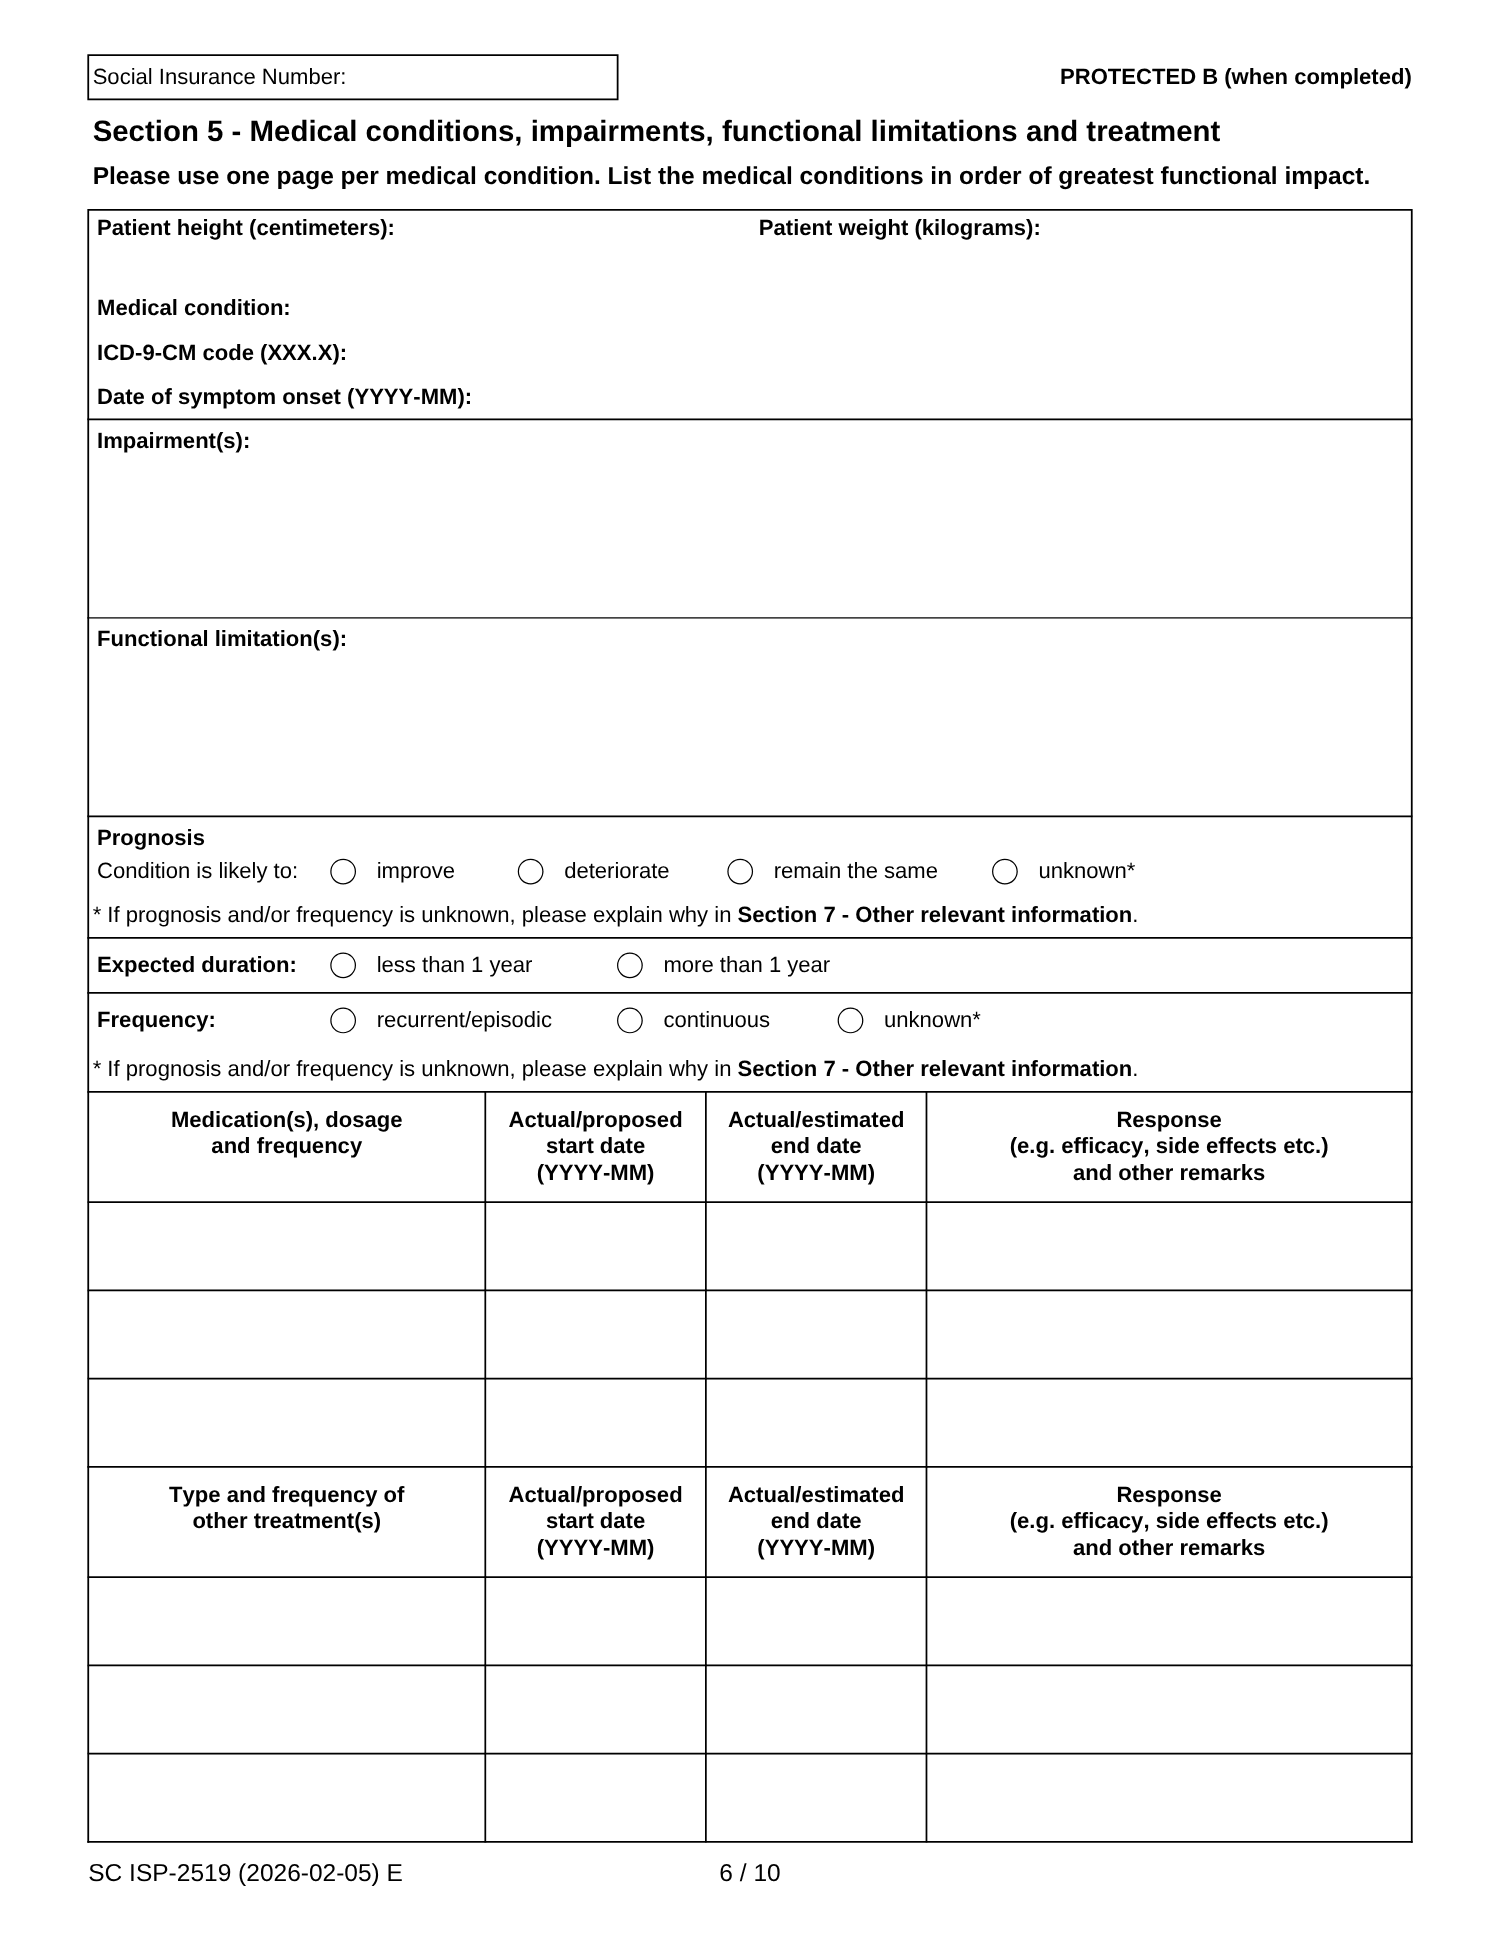 Social Insurance Number:
PROTECTED B (when completed)
Section 5 - Medical conditions, impairments, functional limitations and treatment
Please use one page per medical condition. List the medical conditions in order of greatest functional impact.
Patient height (centimeters):
Patient weight (kilograms):
Medical condition:
ICD-9-CM code (XXX.X):
Date of symptom onset (YYYY-MM):
Impairment(s):
Functional limitation(s):
Prognosis
Condition is likely to: improve deteriorate remain the same unknown*
* If prognosis and/or frequency is unknown, please explain why in Section 7 - Other relevant information.
Expected duration: less than 1 year more than 1 year
Frequency: recurrent/episodic continuous unknown*
* If prognosis and/or frequency is unknown, please explain why in Section 7 - Other relevant information.
Medication(s), dosage
and frequency
Actual/proposed
start date
(YYYY-MM)
Actual/estimated
end date
(YYYY-MM)
Response
(e.g. efficacy, side effects etc.)
and other remarks
Type and frequency of
other treatment(s)
Actual/proposed
start date
(YYYY-MM)
Actual/estimated
end date
(YYYY-MM)
Response
(e.g. efficacy, side effects etc.)
and other remarks
SC ISP-2519 (2026-02-05) E
6 / 10